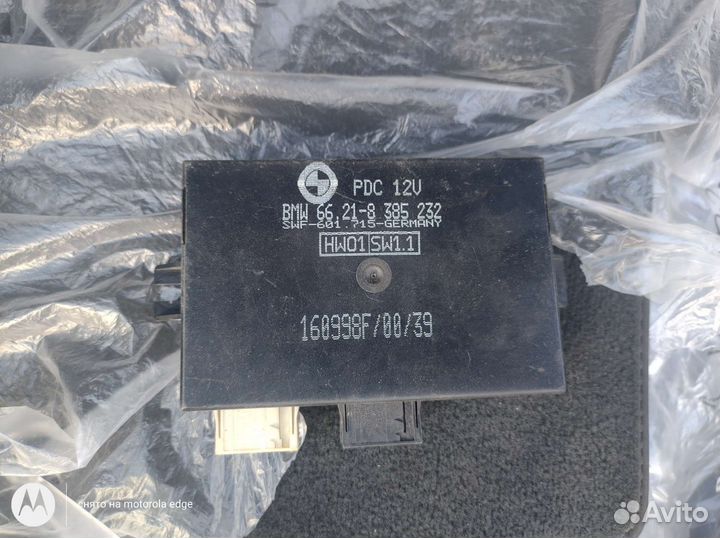 PDC 12V
BMW 66.21-8 385 232
SWF-601.715-GERMANY
HW01 SW1.1
160998F/00/39
снято на motorola edge
Avito